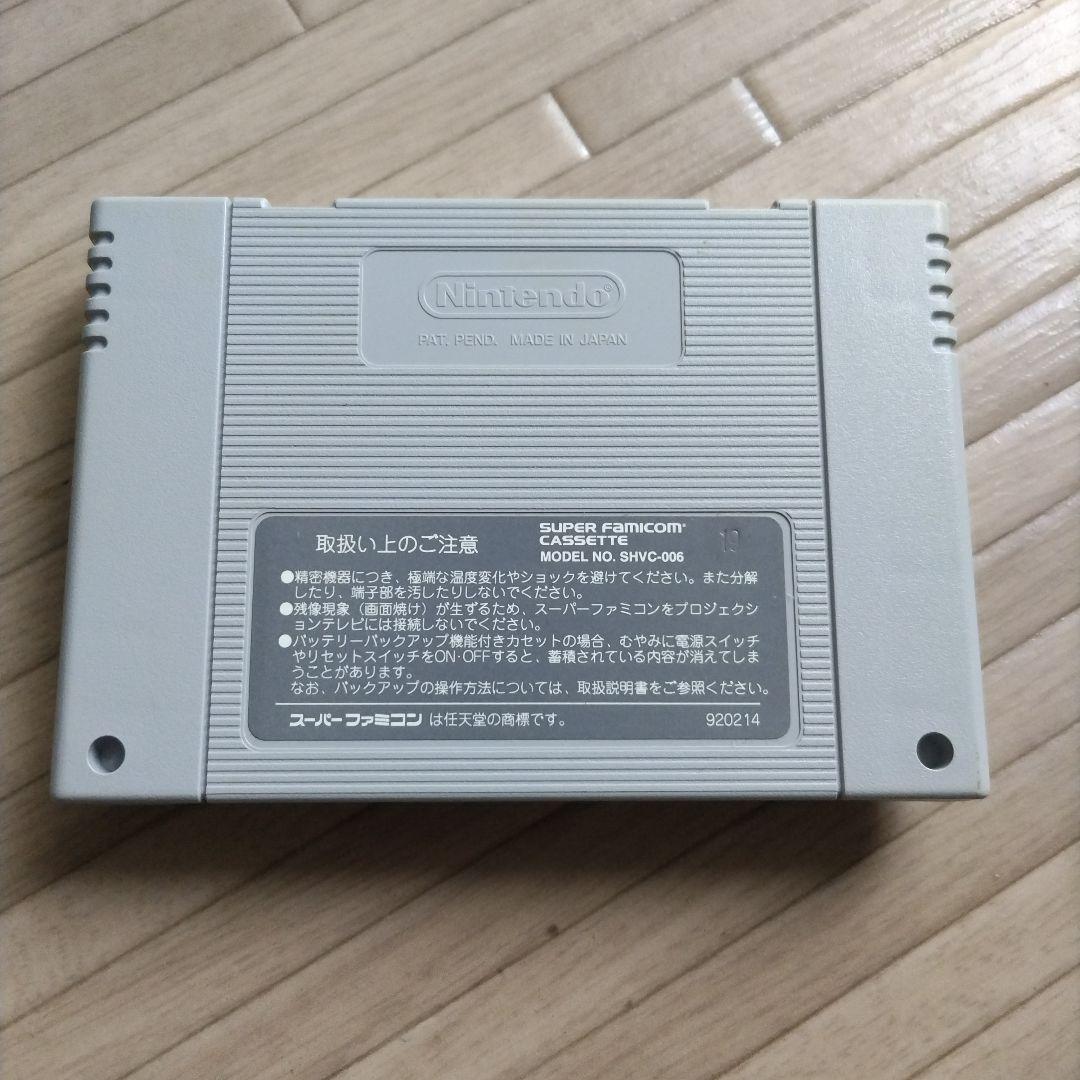 Nintendo®
PAT. PEND. MADE IN JAPAN
取扱い上のご注意
SUPER FAMICOM®
CASSETTE
MODEL NO. SHVC-006
19
●精密機器につき、極端な温度変化やショックを避けてください。また分解
したり、端子部を汚したりしないでください。
●残像現象（画面焼け）が生ずるため、スーパーファミコンをプロジェクシ
ョンテレビには接続しないでください。
●バッテリーバックアップ機能付きカセットの場合、むやみに電源スイッチ
やリセットスイッチをON·OFFすると、蓄積されている内容が消えてしま
うことがあります。
なお、バックアップの操作方法については、取扱説明書をご参照ください。
スーパーファミコン は任天堂の商標です。
920214